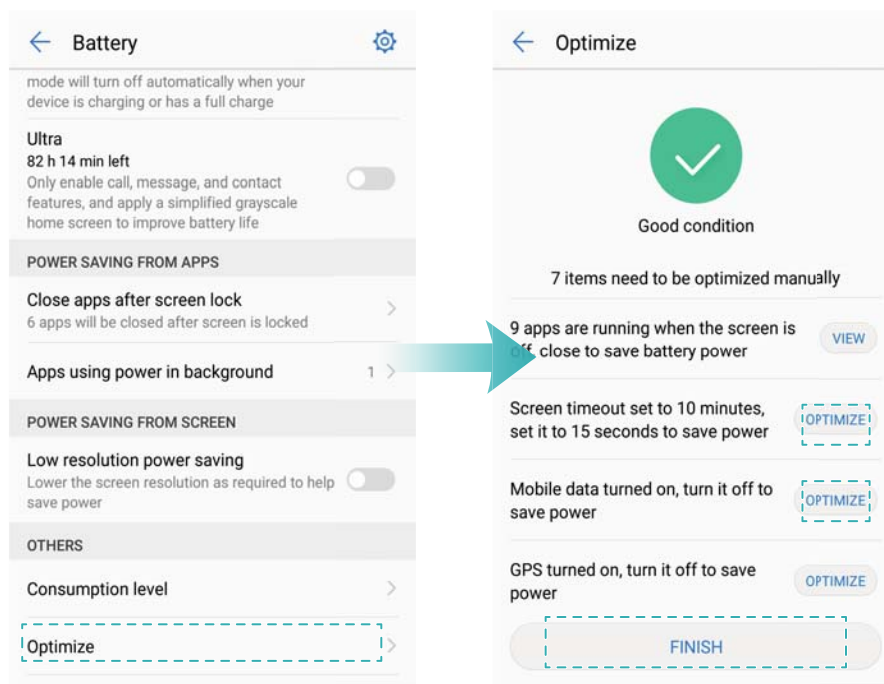 Battery
mode will turn off automatically when your
device is charging or has a full charge
Ultra
82 h 14 min left
Only enable call, message, and contact
features, and apply a simplified grayscale
home screen to improve battery life
POWER SAVING FROM APPS
Close apps after screen lock
6 apps will be closed after screen is locked
Apps using power in background
1
POWER SAVING FROM SCREEN
Low resolution power saving
Lower the screen resolution as required to help
save power
OTHERS
Consumption level
Optimize
Optimize
Good condition
7 items need to be optimized manually
9 apps are running when the screen is
off, close to save battery power
VIEW
Screen timeout set to 10 minutes,
set it to 15 seconds to save power
OPTIMIZE
Mobile data turned on, turn it off to
save power
OPTIMIZE
GPS turned on, turn it off to save
power
OPTIMIZE
FINISH